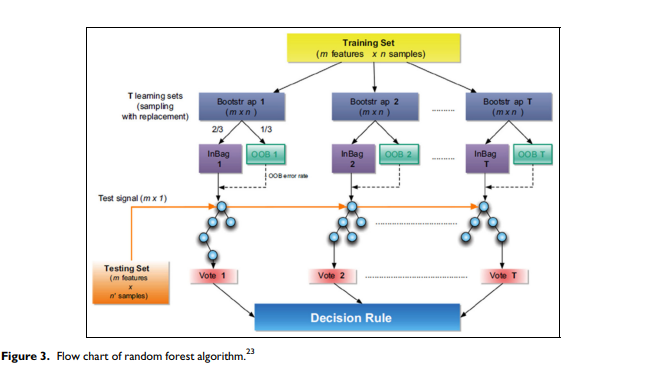 Training Set
(m features x n samples)
T learning sets
(sampling
with replacement)
Bootstr ap 1
(m x n )
Bootstr ap 2
(m x n )
..........
Bootstr ap T
(m x n )
2/3
1/3
InBag
1
OOB 1
InBag
2
OOB 2
..........
InBag
T
OOB T
OOB error rate
Test signal (m x 1)
Testing Set
(m features
x
n' samples)
Vote 1
Vote 2
Vote T
Decision Rule
Figure 3. Flow chart of random forest algorithm.23